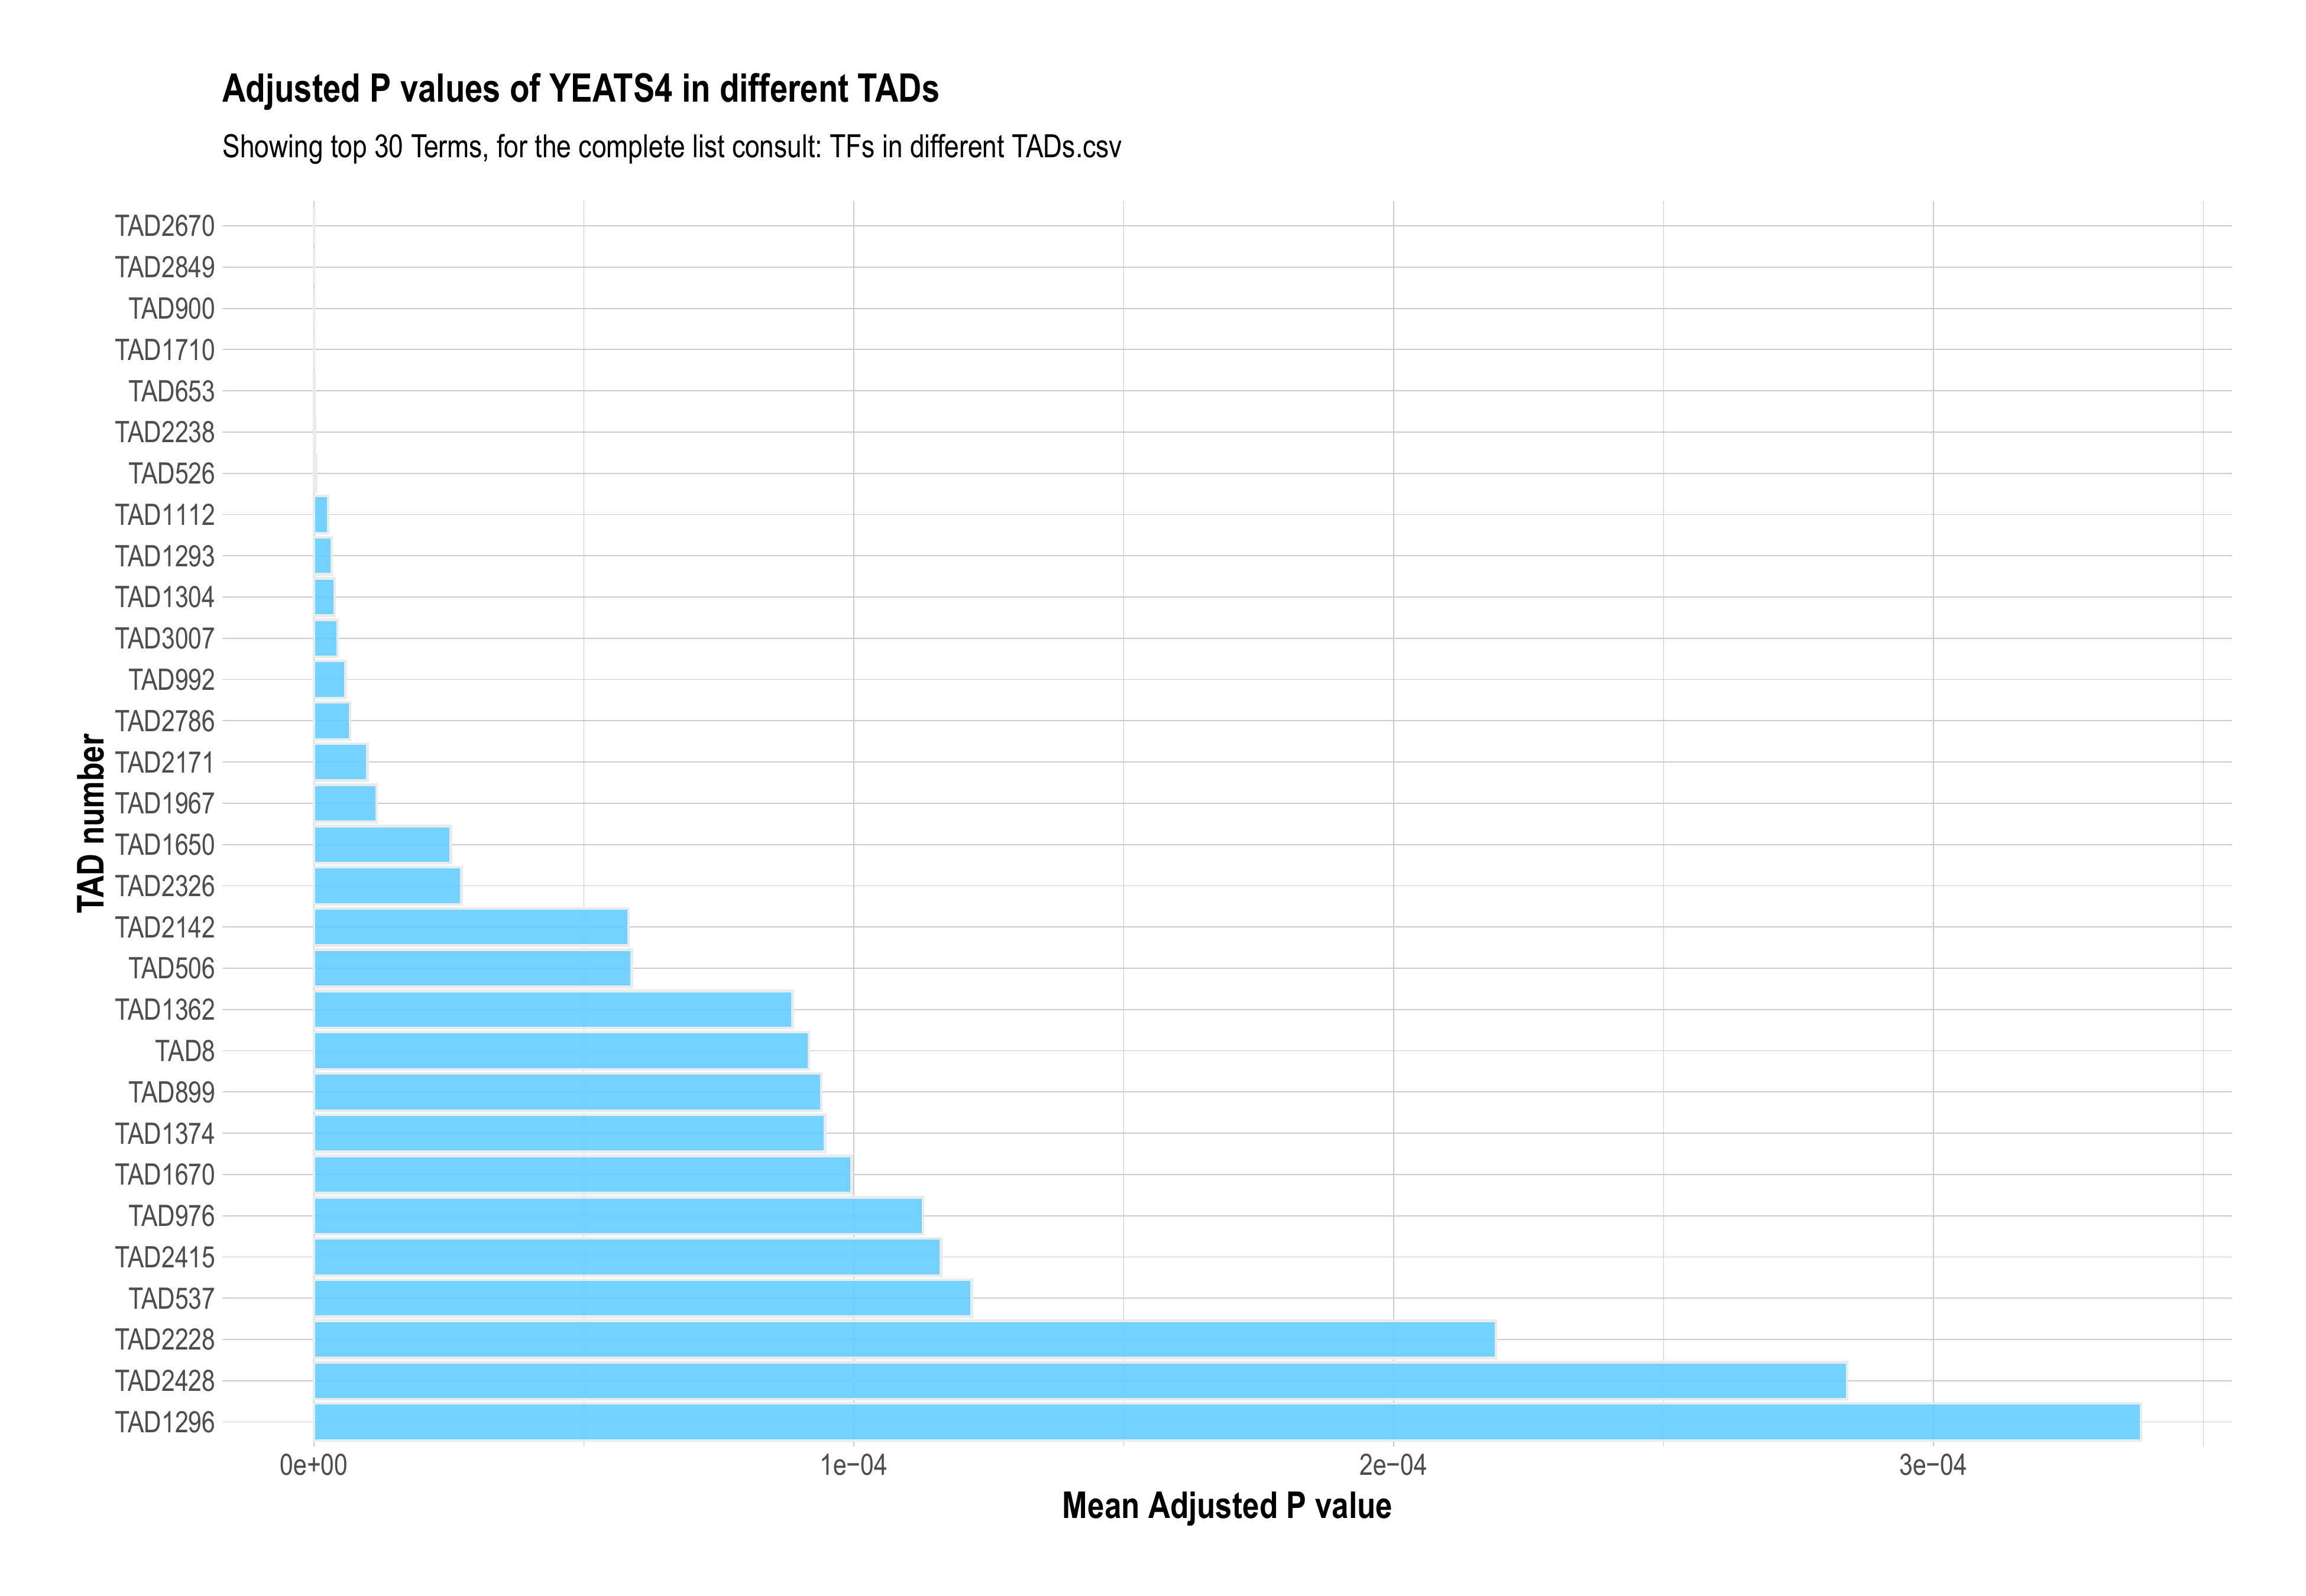 Adjusted P values of YEATS4 in different TADs
Showing top 30 Terms, for the complete list consult: TFs in different TADs.csv
TAD number
TAD2670
TAD2849
TAD900
TAD1710
TAD653
TAD2238
TAD526
TAD1112
TAD1293
TAD1304
TAD3007
TAD992
TAD2786
TAD2171
TAD1967
TAD1650
TAD2326
TAD2142
TAD506
TAD1362
TAD8
TAD899
TAD1374
TAD1670
TAD976
TAD2415
TAD537
TAD2228
TAD2428
TAD1296
0e+00 1e−04 2e−04 3e−04
Mean Adjusted P value